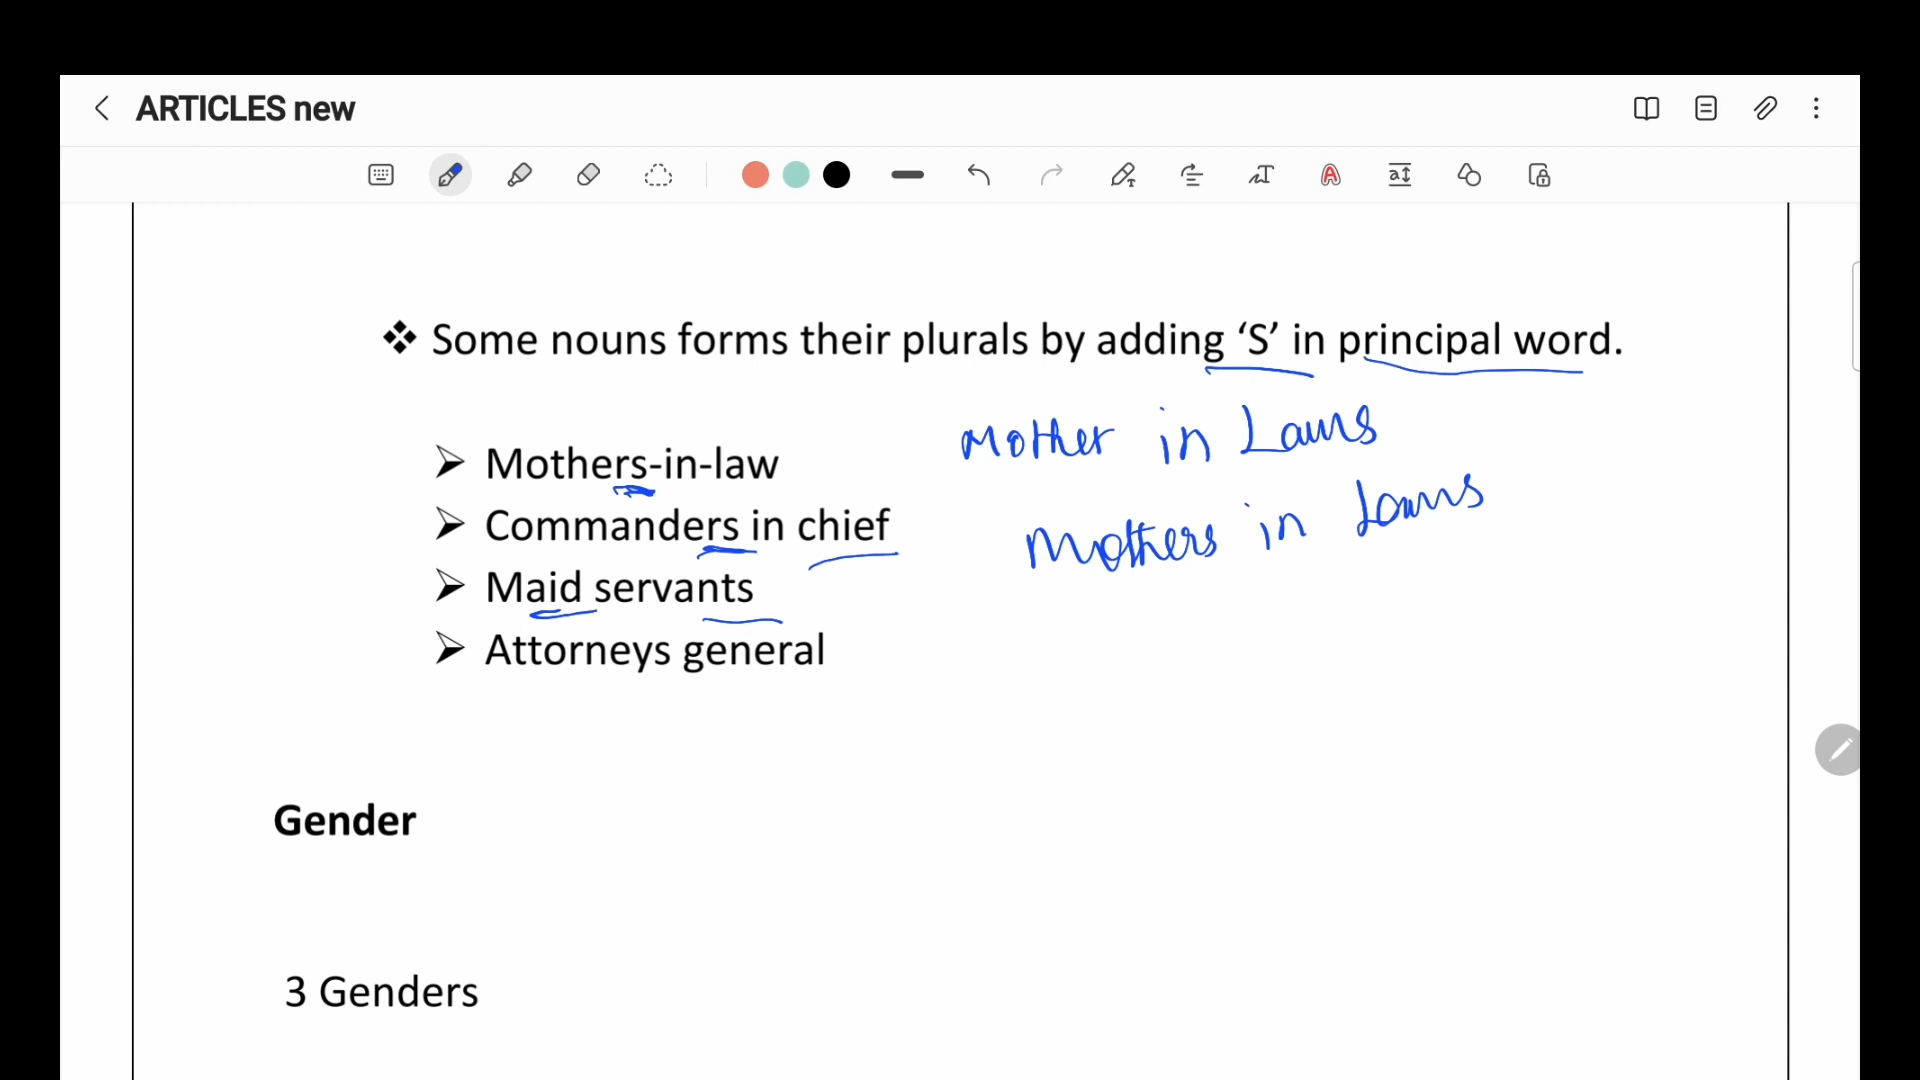 ARTICLES new
❖ Some nouns forms their plurals by adding ‘S’ in principal word.
Mother in Laws
➢ Mothers-in-law
Mothers in Laws
➢ Commanders in chief
➢ Maid servants
➢ Attorneys general
Gender
3 Genders